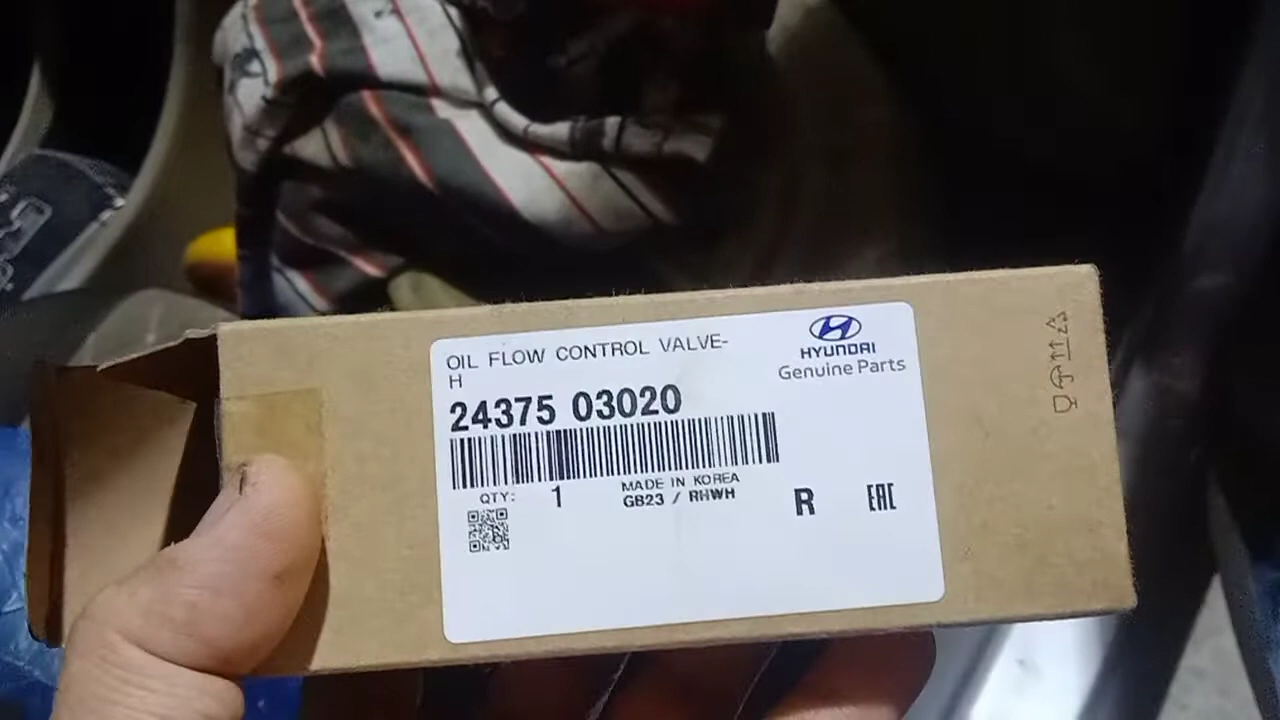 OIL FLOW CONTROL VALVE-
H
24375 03020
HYUNDAI
Genuine Parts
QTY: 1
MADE IN KOREA
GB23 / RHWH
R
EAC